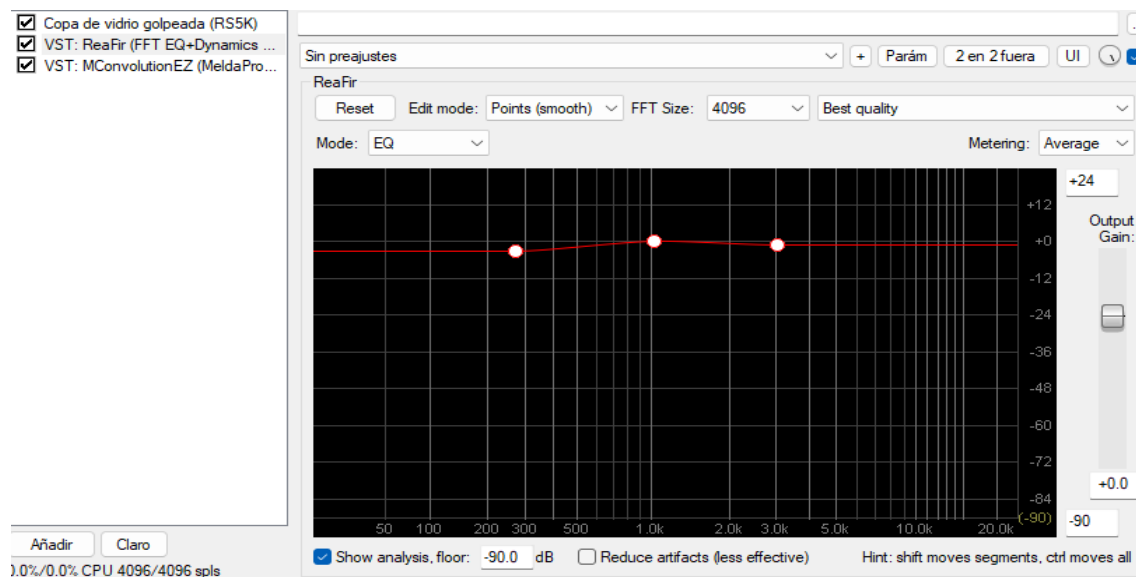 Copa de vidrio golpeada (RS5K)
VST: ReaFir (FFT EQ+Dynamics ...
VST: MConvolutionEZ (MeldaPro...
Sin preajustes
+
Parám
2 en 2 fuera
UI
ReaFir
Reset
Edit mode: Points (smooth)
FFT Size: 4096
Best quality
Mode: EQ
Metering: Average
+24
+12
Output
Gain:
+0
-12
-24
-36
-48
-60
-72
+0.0
-84
(-90)
-90
50 100 200 300 500 1.0k 2.0k 3.0k 5.0k 10.0k 20.0k
Añadir
Claro
Show analysis, floor: -90.0 dB
Reduce artifacts (less effective)
Hint: shift moves segments, ctrl moves all
0.0%/0.0% CPU 4096/4096 spls